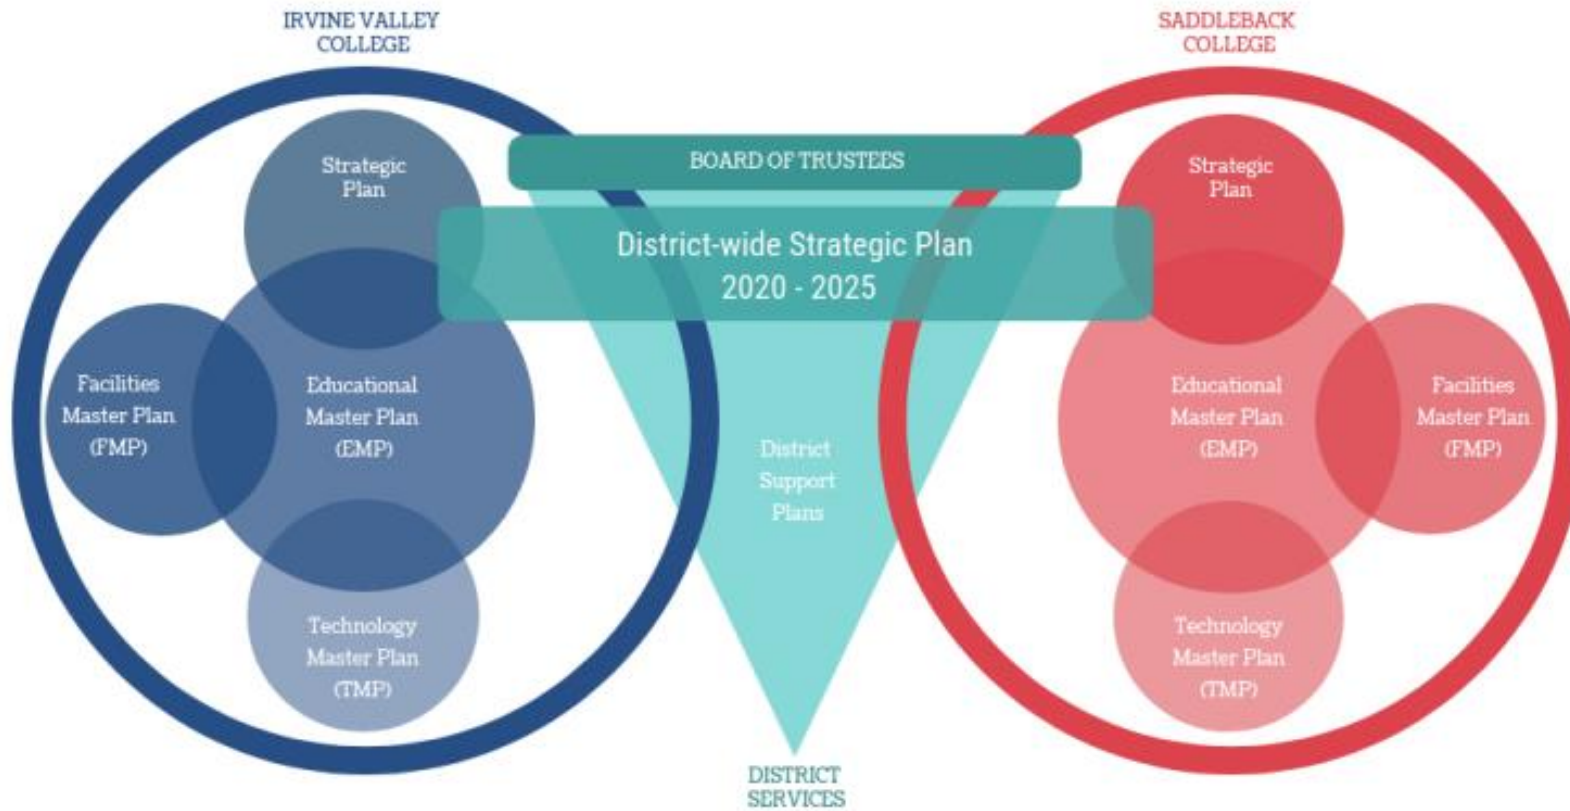 IRVINE VALLEY
COLLEGE
SADDLEBACK
COLLEGE
BOARD OF TRUSTEES
District-wide Strategic Plan
2020 - 2025
Strategic
Plan
Facilities
Master Plan
(FMP)
Educational
Master Plan
(EMP)
Technology
Master Plan
(TMP)
District
Support
Plans
DISTRICT
SERVICES
Strategic
Plan
Educational
Master Plan
(EMP)
Facilities
Master Plan
(FMP)
Technology
Master Plan
(TMP)